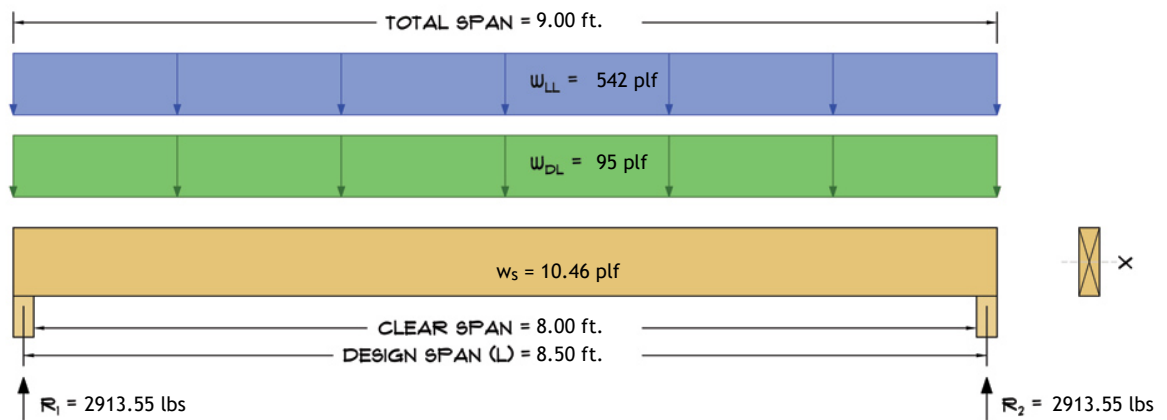 TOTAL SPAN = 9.00 ft.
wLL = 542 plf
wDL = 95 plf
ws = 10.46 plf
X
CLEAR SPAN = 8.00 ft.
DESIGN SPAN (L) = 8.50 ft.
R1 = 2913.55 lbs
R2 = 2913.55 lbs